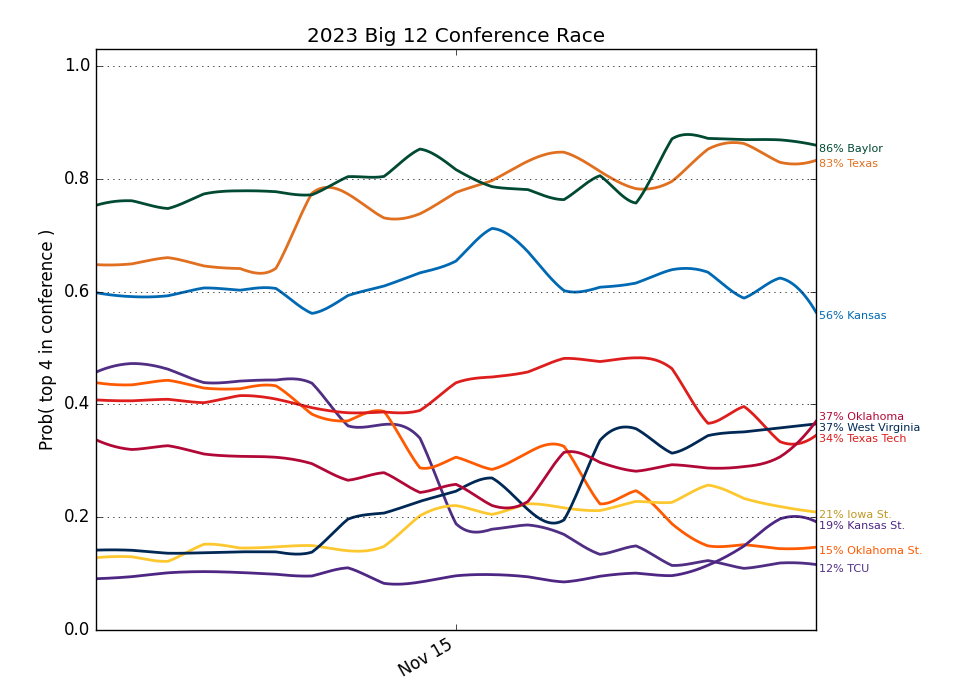 2023 Big 12 Conference Race
Prob( top 4 in conference )
1.0
0.8
0.6
0.4
0.2
0.0
Nov 15
86% Baylor
83% Texas
56% Kansas
37% Oklahoma
37% West Virginia
34% Texas Tech
21% Iowa St.
19% Kansas St.
15% Oklahoma St.
12% TCU